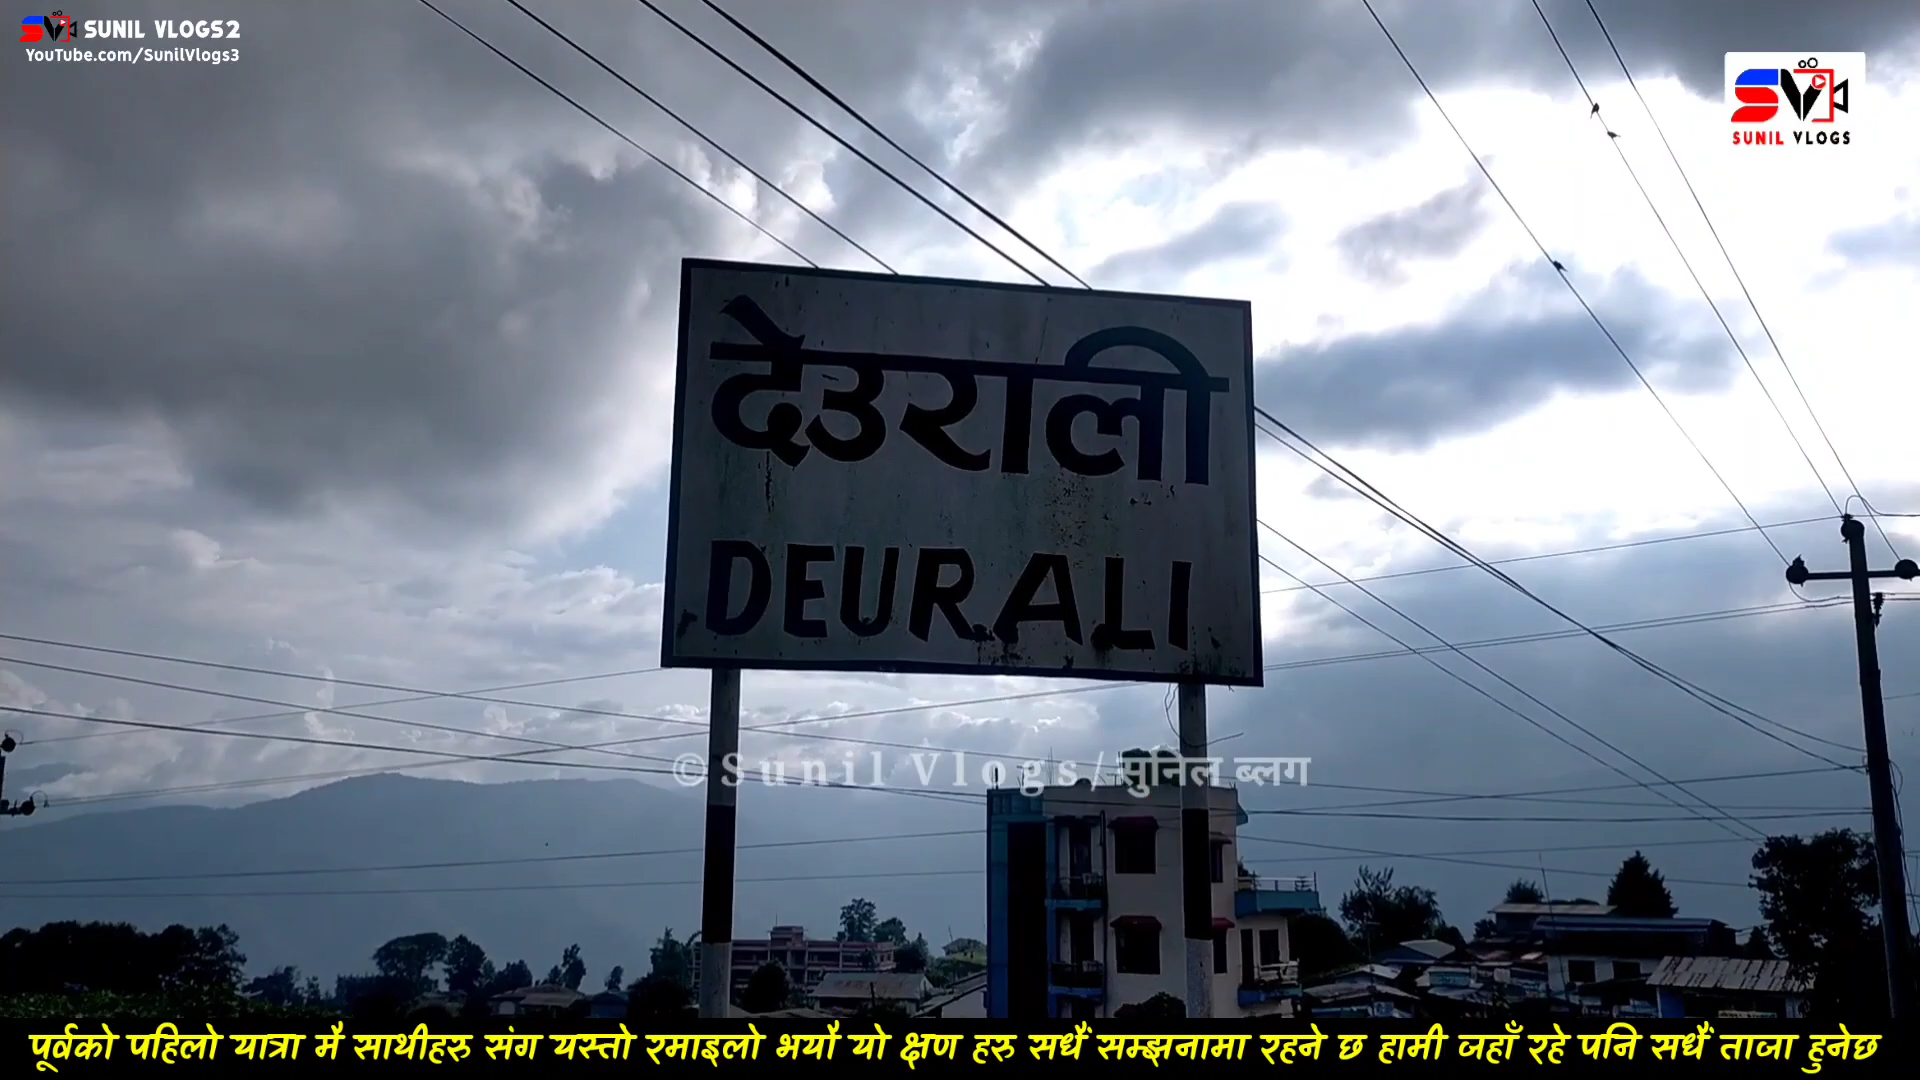 SUNIL VLOGS2
YouTube.com/SunilVlogs3
SV
SUNIL VLOGS
देउराली
DEURALI
©Sunil Vlogs/सुनिल ब्लग
पूर्वको पहिलो यात्रा मै साथीहरु संग यस्तो रमाइलो भयौ यो क्षण हरु सधैं सम्झनामा रहने छ हामी जहाँ रहे पनि सधैं ताजा हुनेछ